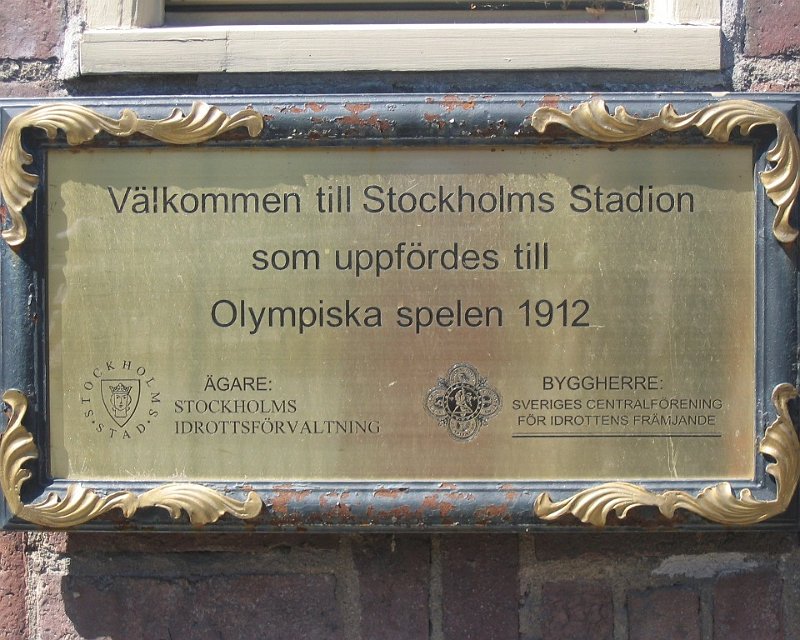 Välkommen till Stockholms Stadion
som uppfördes till
Olympiska spelen 1912
STOCKHOLMS
STAD
ÄGARE:
STOCKHOLMS
IDROTTSFÖRVALTNING
BYGGHERRE:
SVERIGES CENTRALFÖRENING
FÖR IDROTTENS FRÄMJANDE